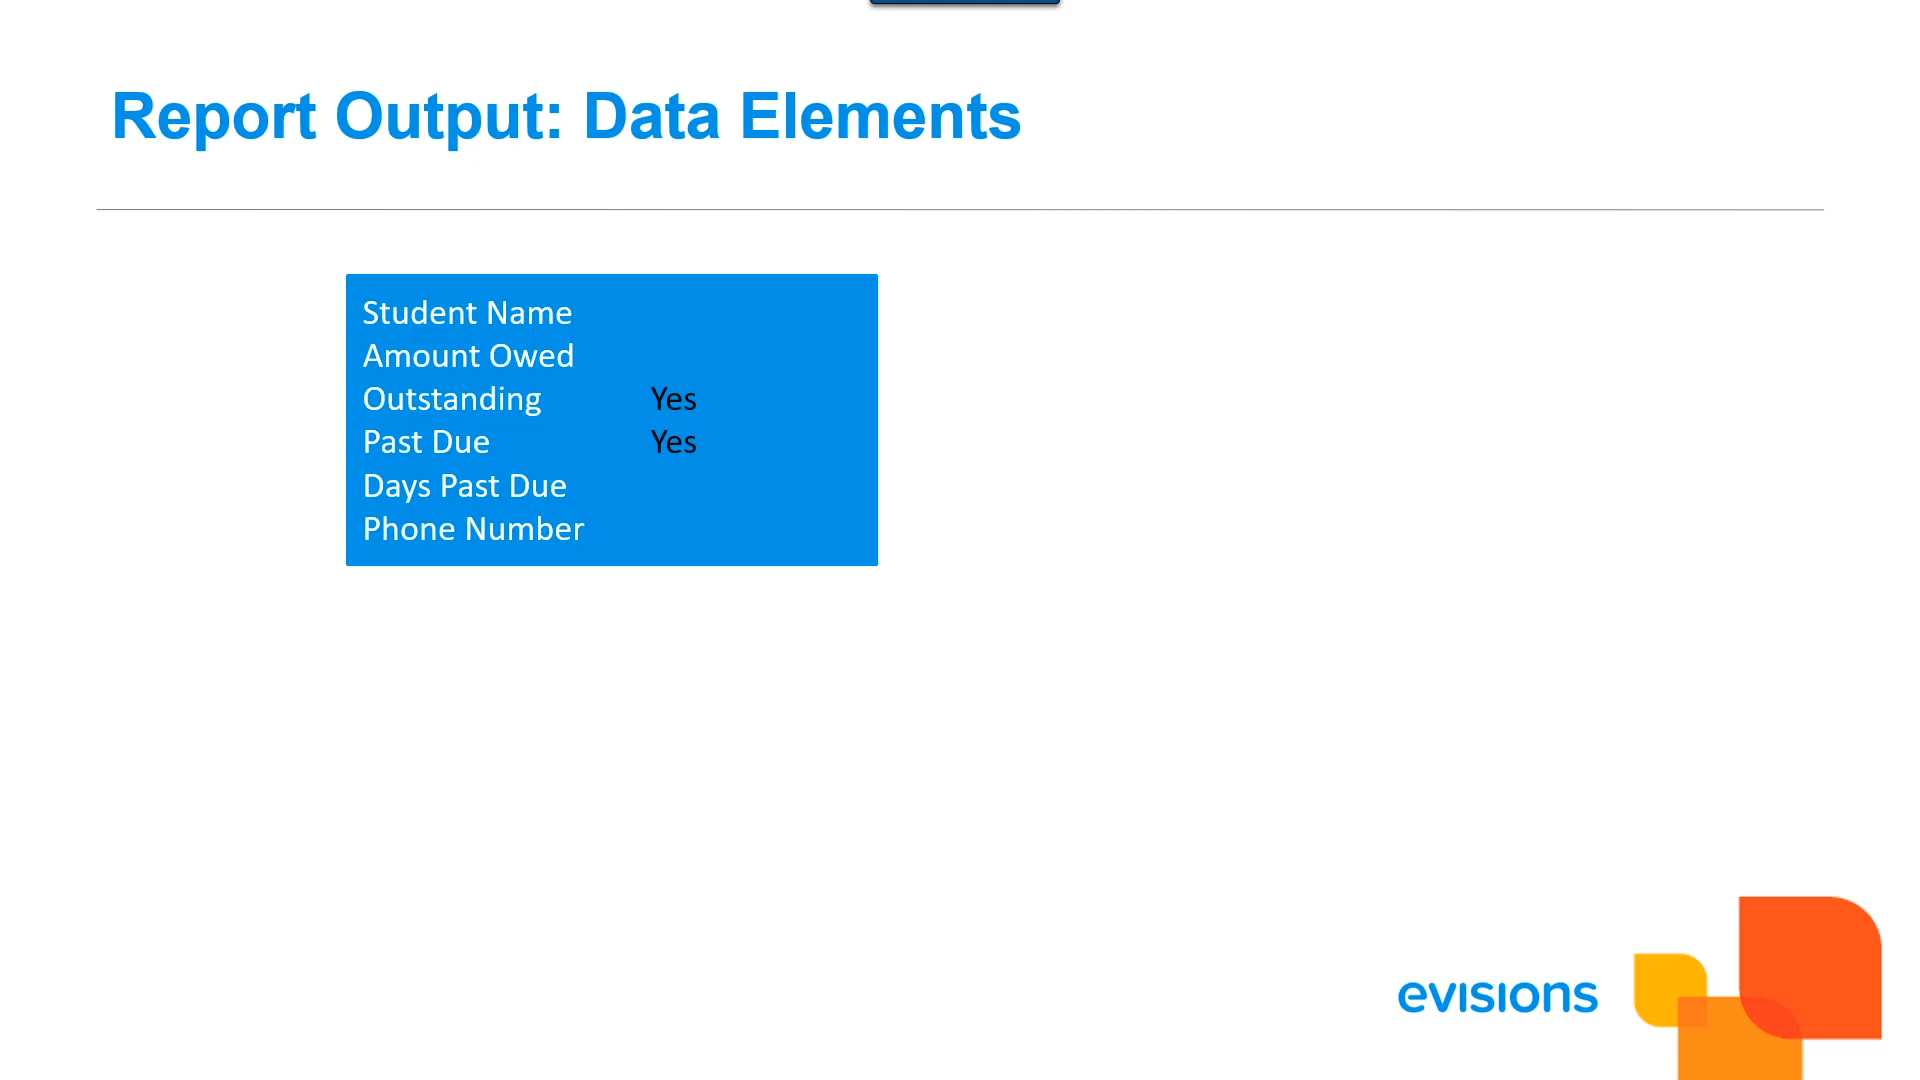 Report Output: Data Elements
Student Name
Amount Owed
Outstanding Yes
Past Due Yes
Days Past Due
Phone Number
evisions